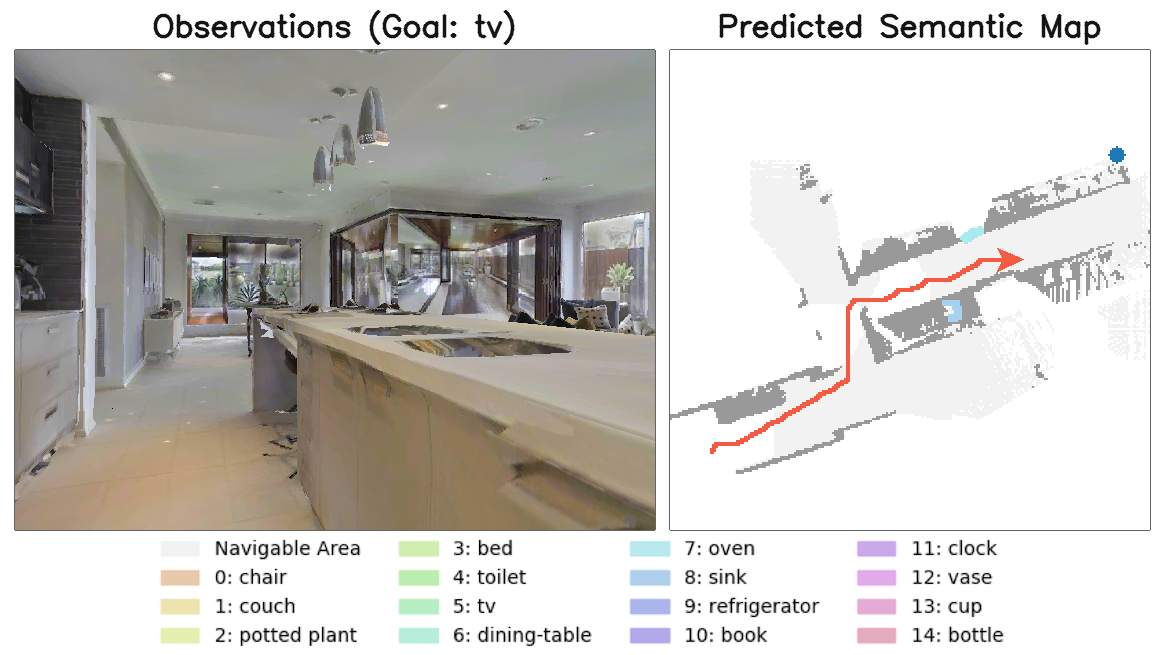 Observations (Goal: tv)
Predicted Semantic Map
Navigable Area
0: chair
1: couch
2: potted plant
3: bed
4: toilet
5: tv
6: dining-table
7: oven
8: sink
9: refrigerator
10: book
11: clock
12: vase
13: cup
14: bottle